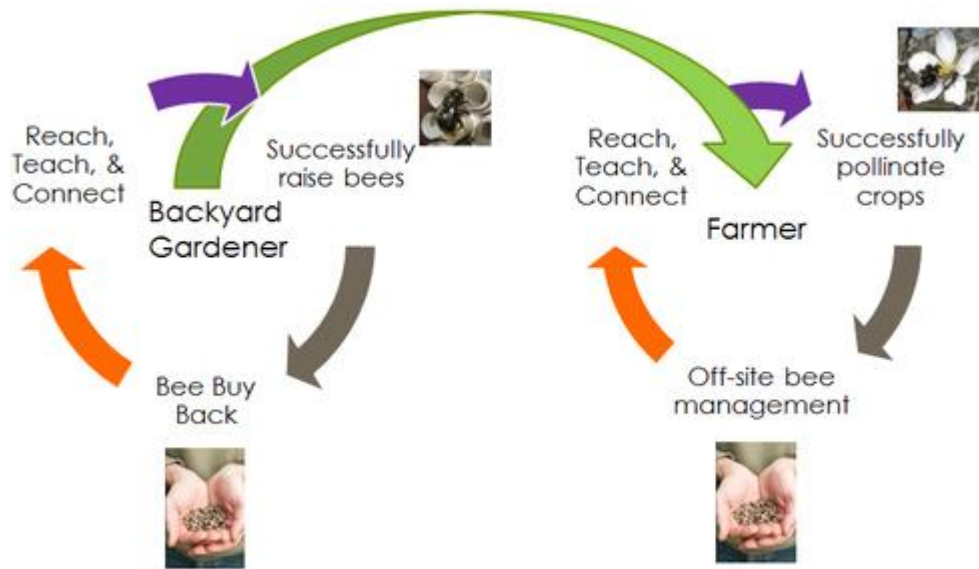 Reach,
Teach, &
Connect
Successfully
raise bees
Backyard
Gardener
Bee Buy
Back
Reach,
Teach, &
Connect
Successfully
pollinate
crops
Farmer
Off-site bee
management